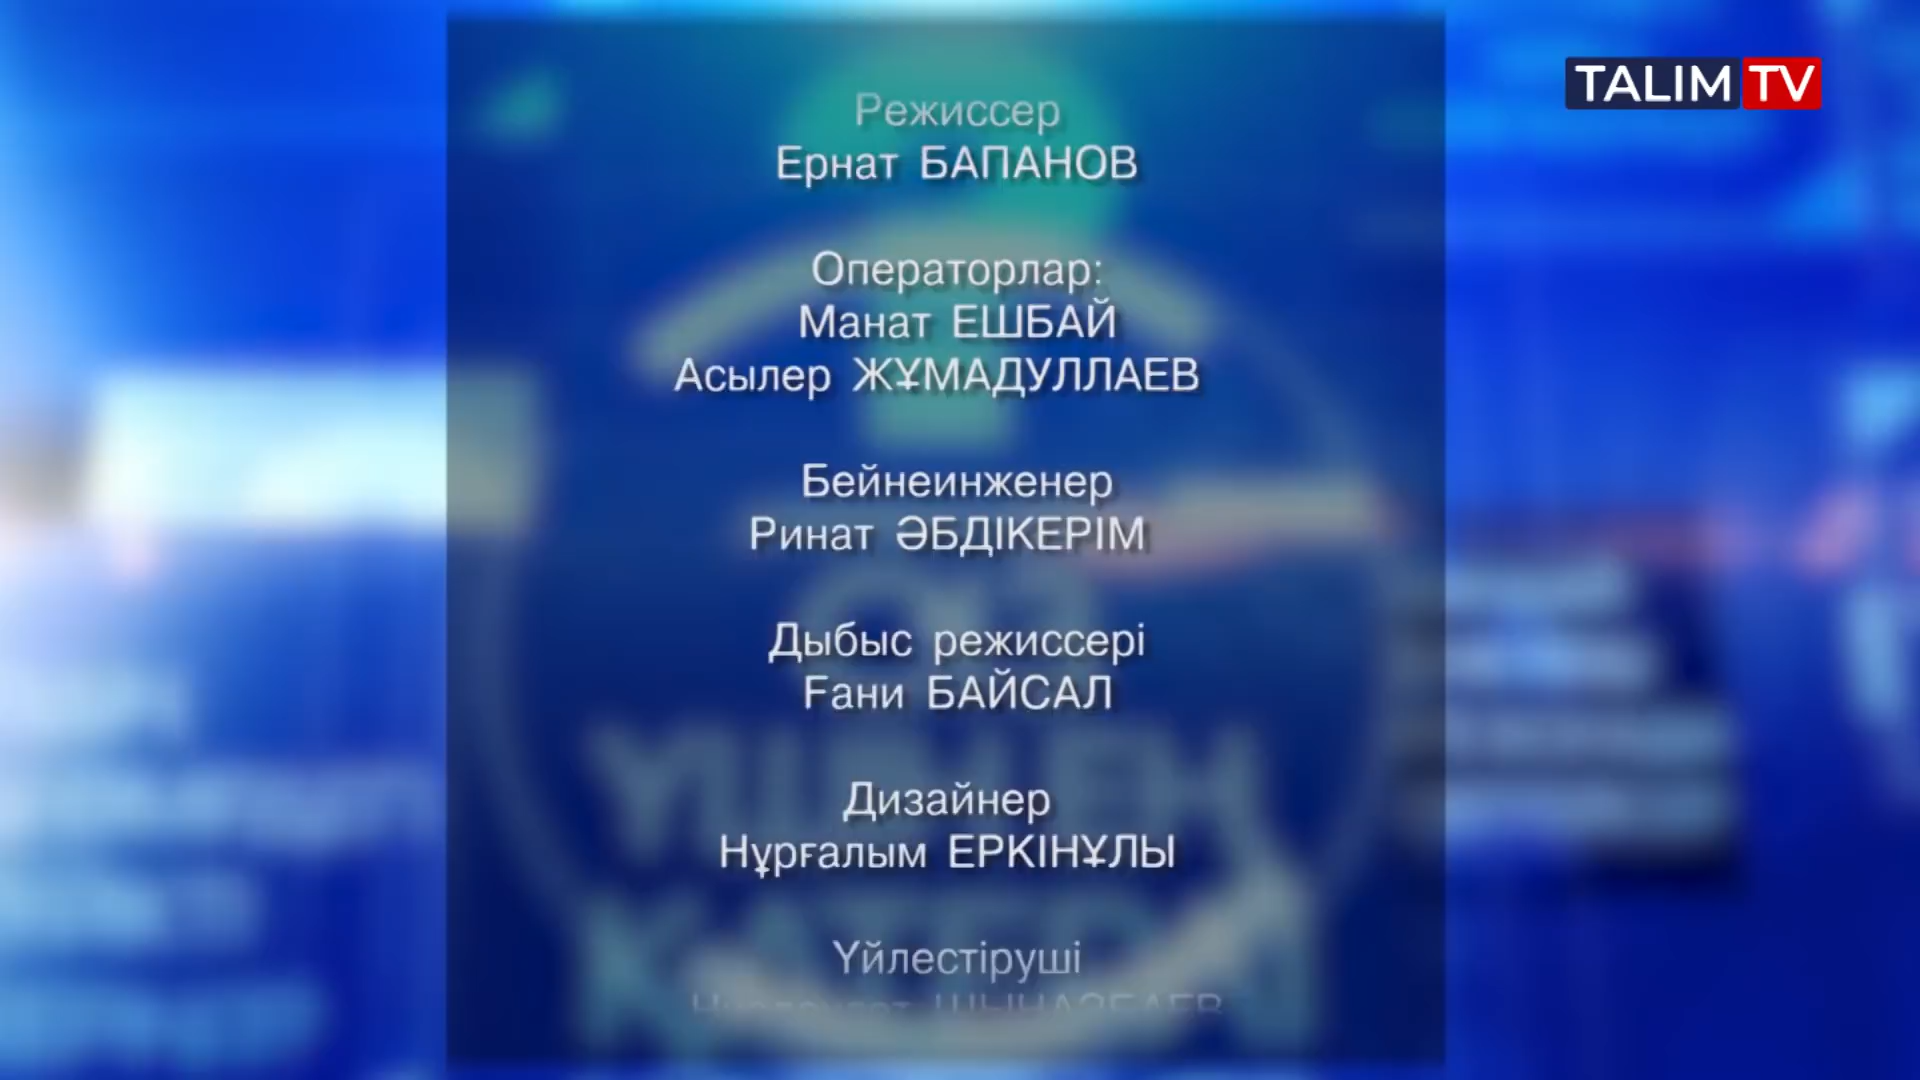 TALIM TV
Режиссер
Ернат БАПАНОВ
Операторлар:
Манат ЕШБАЙ
Асылер ЖҰМАДУЛЛАЕВ
Бейнеинженер
Ринат ӘБДІКЕРІМ
Дыбыс режиссері
Ғани БАЙСАЛ
Дизайнер
Нұрғалым ЕРКІНҰЛЫ
Үйлестіруші